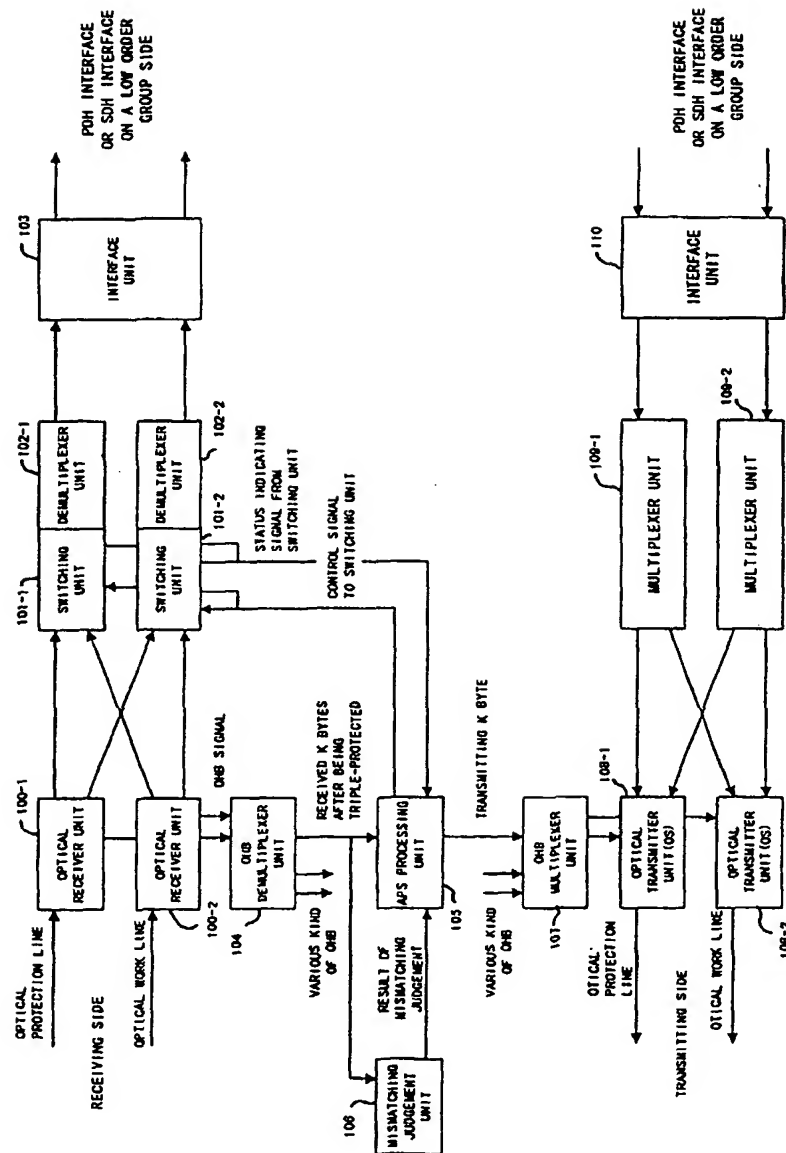 OPTICAL
PROTECTION LINE
100-1
OPTICAL
RECEIVER UNIT
RECEIVING SIDE
OPTICAL WORK LINE
OPTICAL
RECEIVER UNIT
100-2
101-1
SWITCHING
UNIT
102-1
DEMULTIPLEXER
UNIT
SWITCHING
UNIT
101-2
DEMULTIPLEXER
UNIT
102-2
103
INTERFACE
UNIT
PDH INTERFACE
OR SDH INTERFACE
ON A LOW ORDER
GROUP SIDE
OHB SIGNAL
OHB
DEMULTIPLEXER
UNIT
104
VARIOUS KIND
OF OHB
RECEIVED K BYTES
AFTER BEING
TRIPLE-PROTECTED
STATUS INDICATING
SIGNAL FROM
SWITCHING UNIT
CONTROL SIGNAL
TO SWITCHING UNIT
106
MISMATCHING
JUDGEMENT
UNIT
RESULT OF
MISMATCHING
JUDGEMENT
APS PROCESSING
UNIT
105
TRANSMITTING K BYTE
VARIOUS KIND
OF OHB
OHB
MULTIPLEXER
UNIT
107
OTICAL
PROTECTION
LINE
108-1
OPTICAL
TRANSMITTER
UNIT(OS)
TRANSMITTING SIDE
OTICAL WORK LINE
OPTICAL
TRANSMITTER
UNIT(OS)
108-2
109-1
MULTIPLEXER UNIT
109-2
MULTIPLEXER UNIT
110
INTERFACE
UNIT
PDH INTERFACE
OR SDH INTERFACE
ON A LOW ORDER
GROUP SIDE